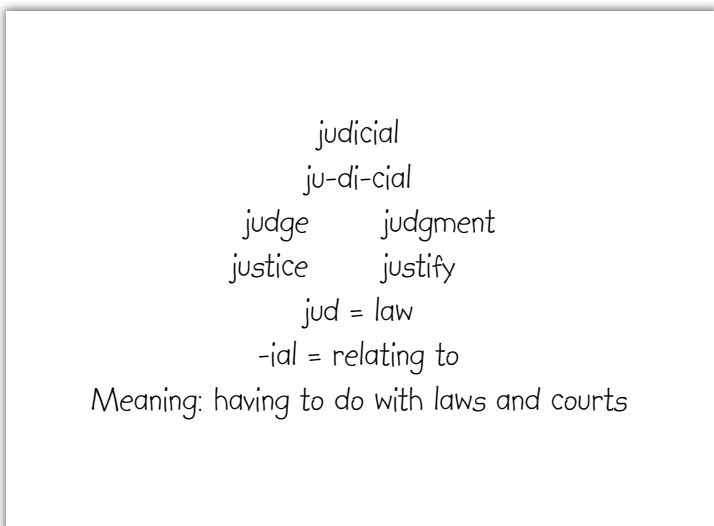 judicial
ju-di-cial
judge judgment
justice justify
jud = law
-ial = relating to
Meaning: having to do with laws and courts